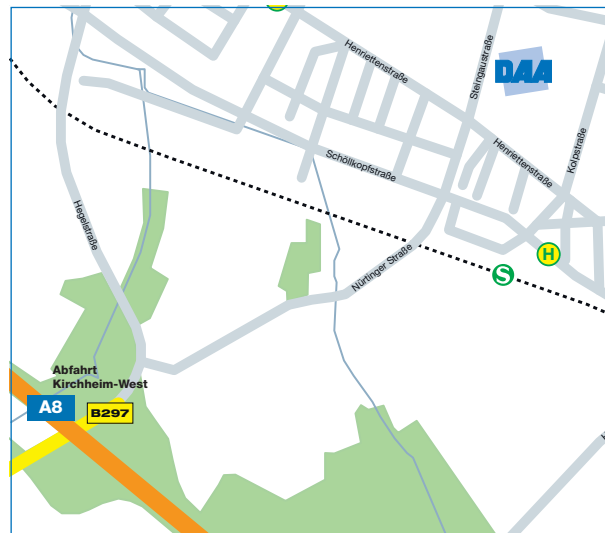 Henriettenstraße
Steingaustraße
DAA
Schöllkopfstraße
Henriettenstraße
Kolpstraße
Hegelstraße
H
S
Nürtinger Straße
Abfahrt
Kirchheim-West
A8
B297